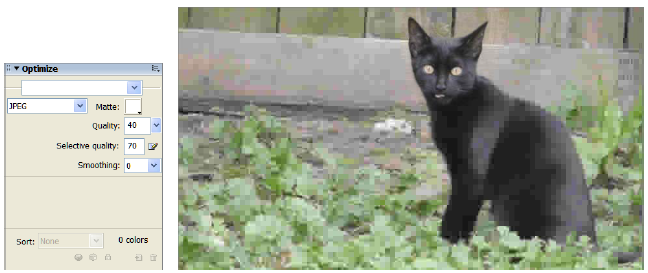 Optimize
JPEG Matte:
Quality: 40
Selective quality: 70
Smoothing: 0
Sort: None 0 colors